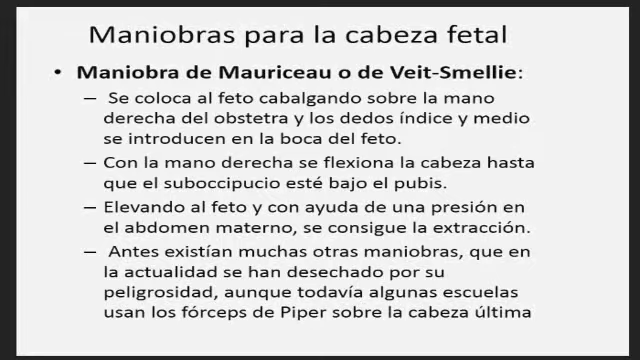 Maniobras para la cabeza fetal
• Maniobra de Mauriceau o de Veit-Smellie:
– Se coloca al feto cabalgando sobre la mano
derecha del obstetra y los dedos índice y medio
se introducen en la boca del feto.
– Con la mano derecha se flexiona la cabeza hasta
que el suboccipucio esté bajo el pubis.
– Elevando al feto y con ayuda de una presión en
el abdomen materno, se consigue la extracción.
– Antes existían muchas otras maniobras, que en
la actualidad se han desechado por su
peligrosidad, aunque todavía algunas escuelas
usan los fórceps de Piper sobre la cabeza última